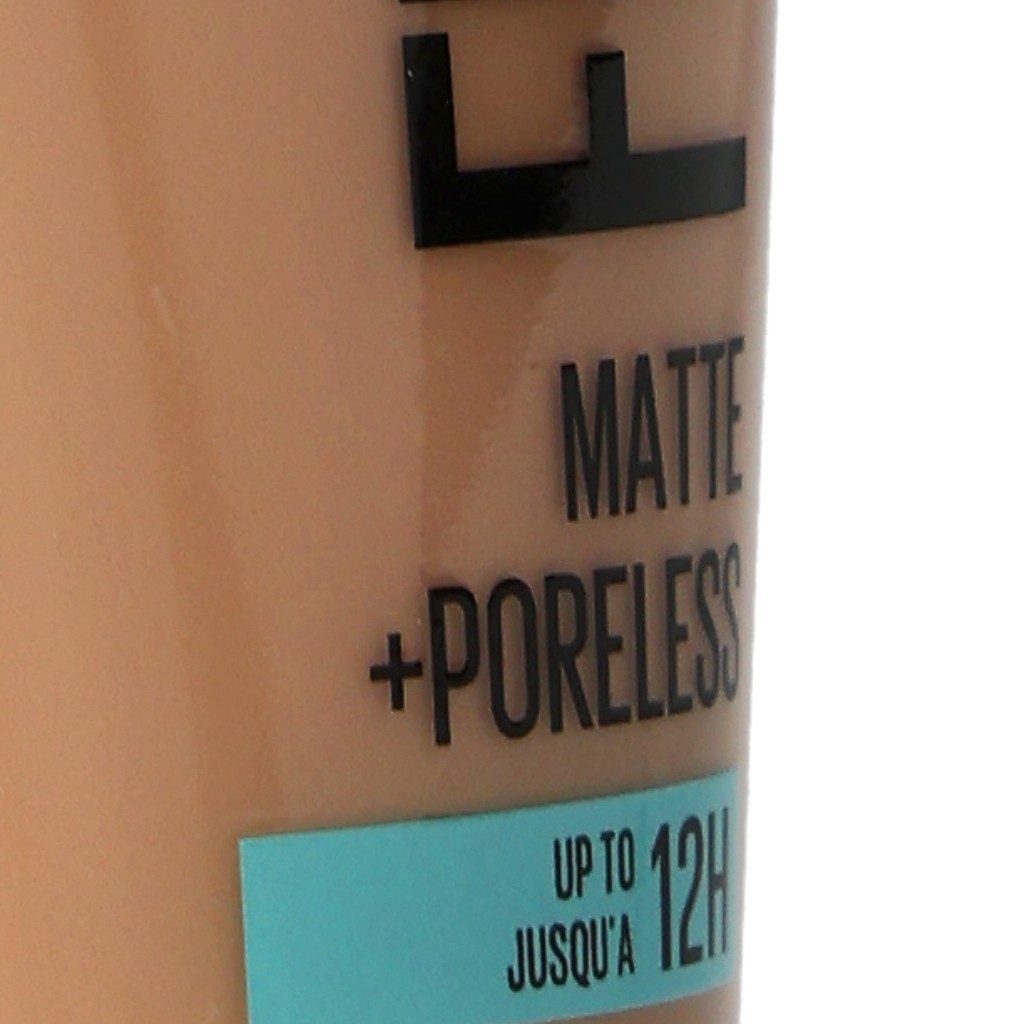 F
MATTE
+PORELESS
UP TO 12H
JUSQU'A